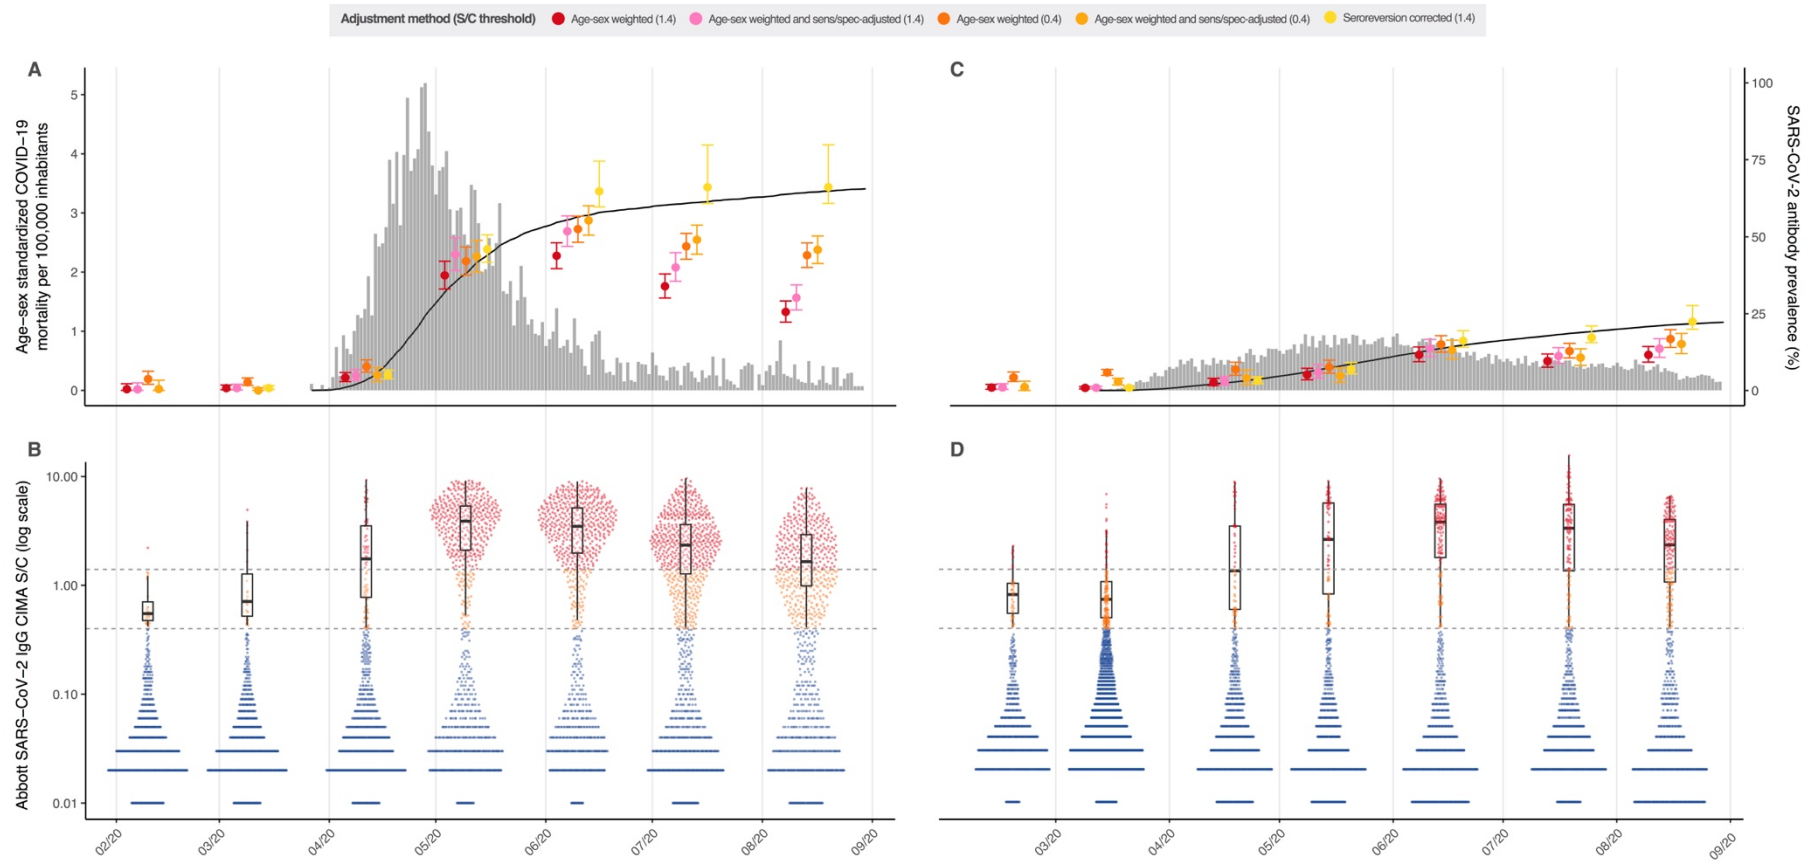 Adjustment method (S/C threshold) Age-sex weighted (1.4) Age-sex weighted and sens/spec-adjusted (1.4) Age-sex weighted (0.4) Age-sex weighted and sens/spec-adjusted (0.4) Seroreversion corrected (1.4)
A
C
Age-sex standardized COVID-19
mortality per 100,000 inhabitants
5
4
3
2
1
0
100
75
50
25
0
SARS-CoV-2 antibody prevalence (%)
B
D
Abbott SARS-CoV-2 IgG CIMA S/C (log scale)
10.00
1.00
0.10
0.01
02/20 03/20 04/20 05/20 06/20 07/20 08/20 09/20
03/20 04/20 05/20 06/20 07/20 08/20 09/20